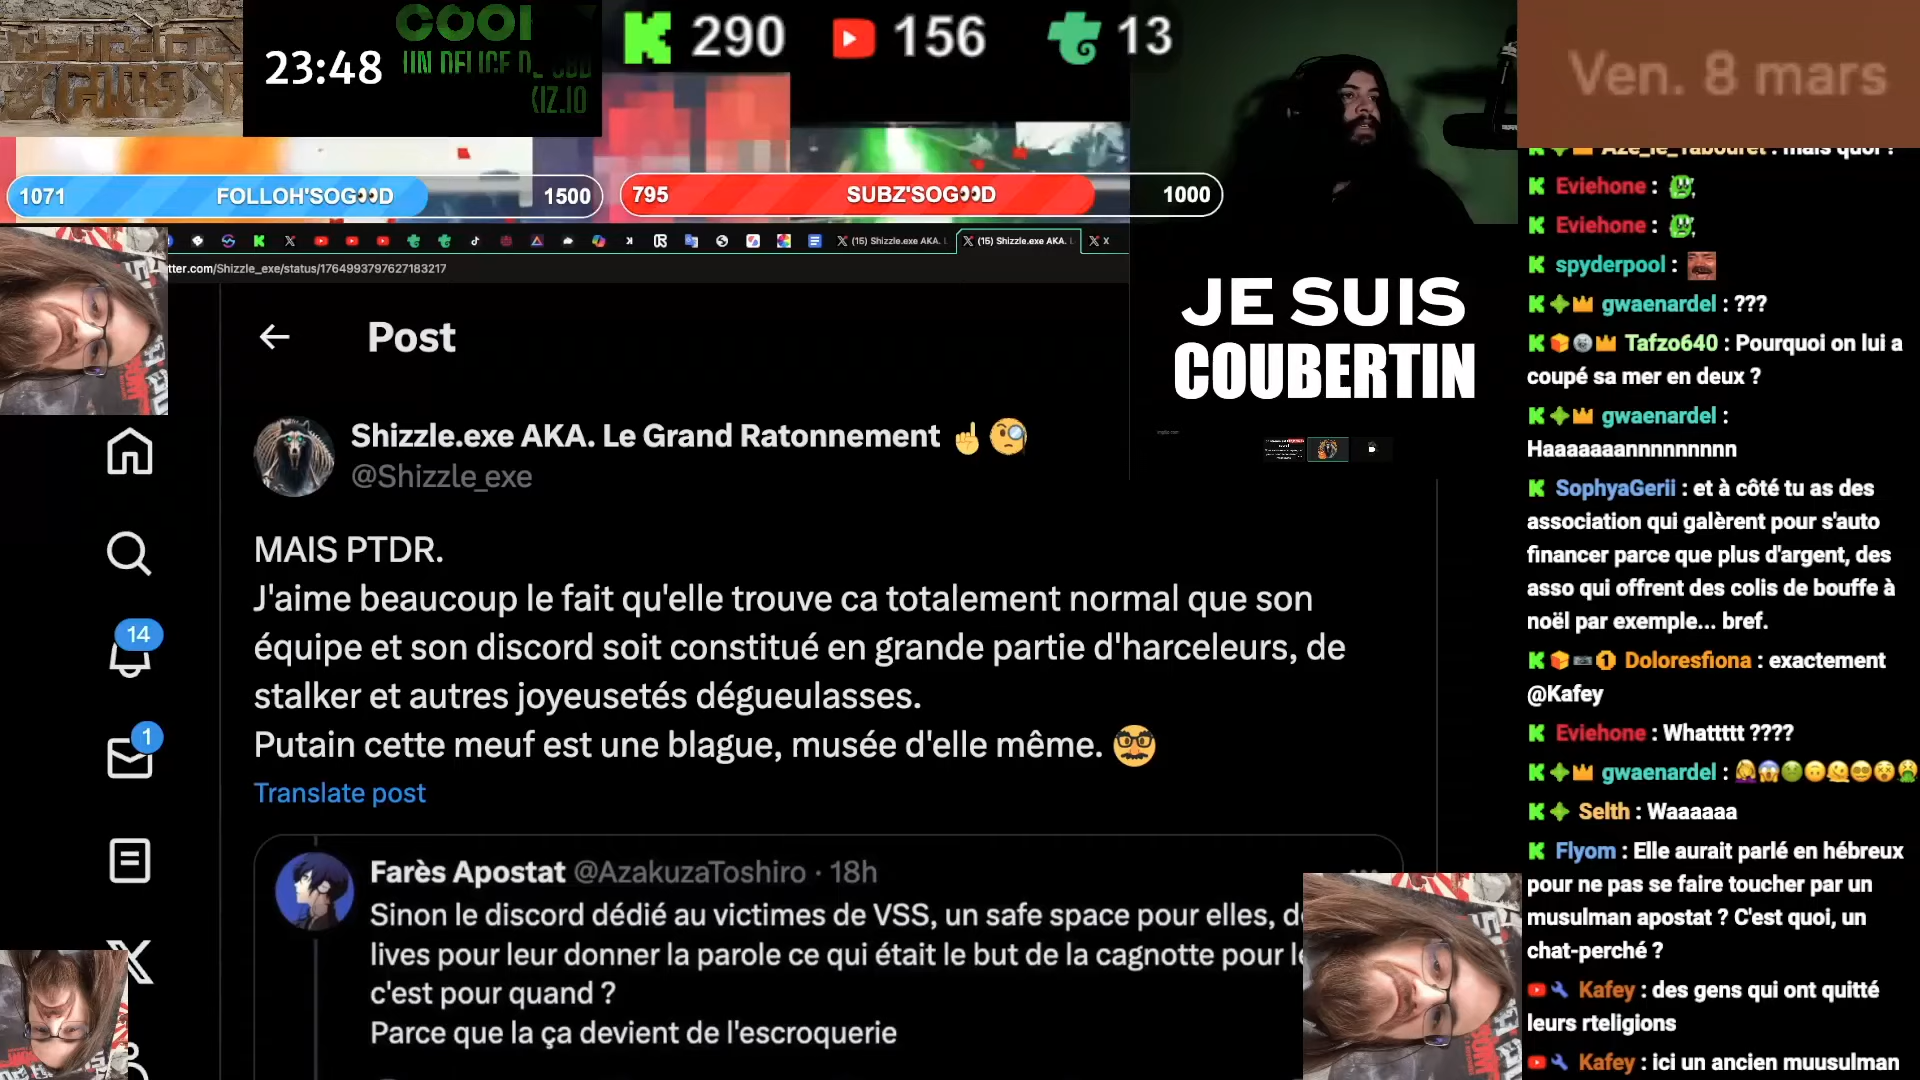 23:48
COOK
UN DELICE DE CBD
KIZ.IO
290
156
13
Ven. 8 mars
1071
FOLLOH'SOG👀D
1500
795
SUBZ'SOG👀D
1000
(15) Shizzle.exe AKA. L
(15) Shizzle.exe AKA. L
X
tter.com/Shizzle_exe/status/1764993797627183217
Post
JE SUIS
COUBERTIN
Shizzle.exe AKA. Le Grand Ratonnement ☝️🧐
@Shizzle_exe
MAIS PTDR.
J'aime beaucoup le fait qu'elle trouve ca totalement normal que son
équipe et son discord soit constitué en grande partie d'harceleurs, de
stalker et autres joyeusetés dégueulasses.
Putain cette meuf est une blague, musée d'elle même. 🥸
Translate post
14
1
Farès Apostat @AzakuzaToshiro · 18h
Sinon le discord dédié au victimes de VSS, un safe space pour elles, d
lives pour leur donner la parole ce qui était le but de la cagnotte pour le
c'est pour quand ?
Parce que la ça devient de l'escroquerie
Aze_le_Tabouret : mais quoi !
Eviehone :
Eviehone :
spyderpool :
gwaenardel : ???
Tafzo640 : Pourquoi on lui a
coupé sa mer en deux ?
gwaenardel :
Haaaaaaannnnnnnnn
SophyaGerii : et à côté tu as des
association qui galèrent pour s'auto
financer parce que plus d'argent, des
asso qui offrent des colis de bouffe à
noël par exemple... bref.
Doloresfiona : exactement
@Kafey
Eviehone : Whattttt ????
gwaenardel : 🤦‍♀️😱🤢🙃🫠😵😵🤮
Selth : Waaaaaa
Flyom : Elle aurait parlé en hébreux
pour ne pas se faire toucher par un
musulman apostat ? C'est quoi, un
chat-perché ?
Kafey : des gens qui ont quitté
leurs rteligions
Kafey : ici un ancien muusulman